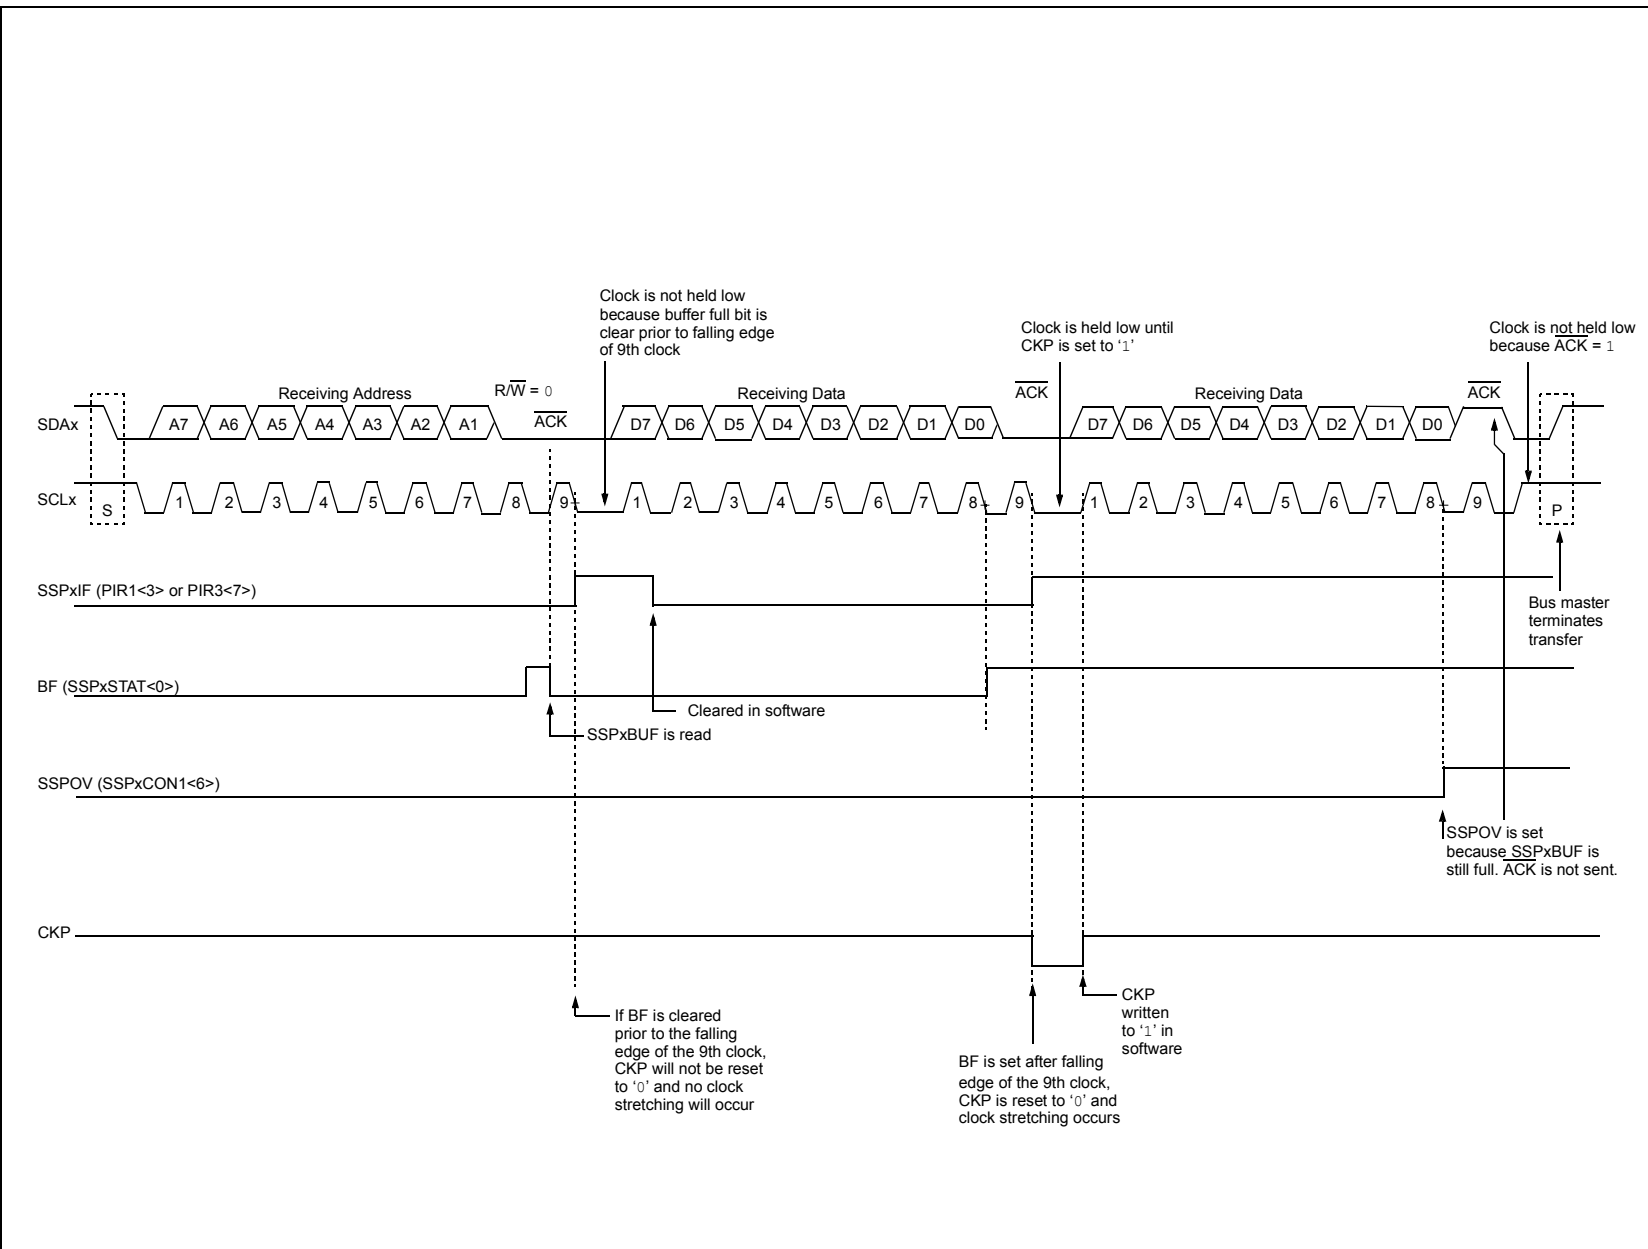 Clock is not held low
because buffer full bit is
clear prior to falling edge
of 9th clock
Clock is held low until
CKP is set to ‘1’
Clock is not held low
because ACK = 1
Receiving Address
R/W = 0
ACK
Receiving Data
ACK
Receiving Data
ACK
SDAx
A7 A6 A5 A4 A3 A2 A1
D7 D6 D5 D4 D3 D2 D1 D0
D7 D6 D5 D4 D3 D2 D1 D0
SCLx
S
1 2 3 4 5 6 7 8 9
1 2 3 4 5 6 7 8 9
1 2 3 4 5 6 7 8 9
P
SSPxIF (PIR1<3> or PIR3<7>)
Bus master
terminates
transfer
BF (SSPxSTAT<0>)
Cleared in software
SSPxBUF is read
SSPOV (SSPxCON1<6>)
SSPOV is set
because SSPxBUF is
still full. ACK is not sent.
CKP
CKP
written
to ‘1’ in
software
If BF is cleared
prior to the falling
edge of the 9th clock,
CKP will not be reset
to ‘0’ and no clock
stretching will occur
BF is set after falling
edge of the 9th clock,
CKP is reset to ‘0’ and
clock stretching occurs